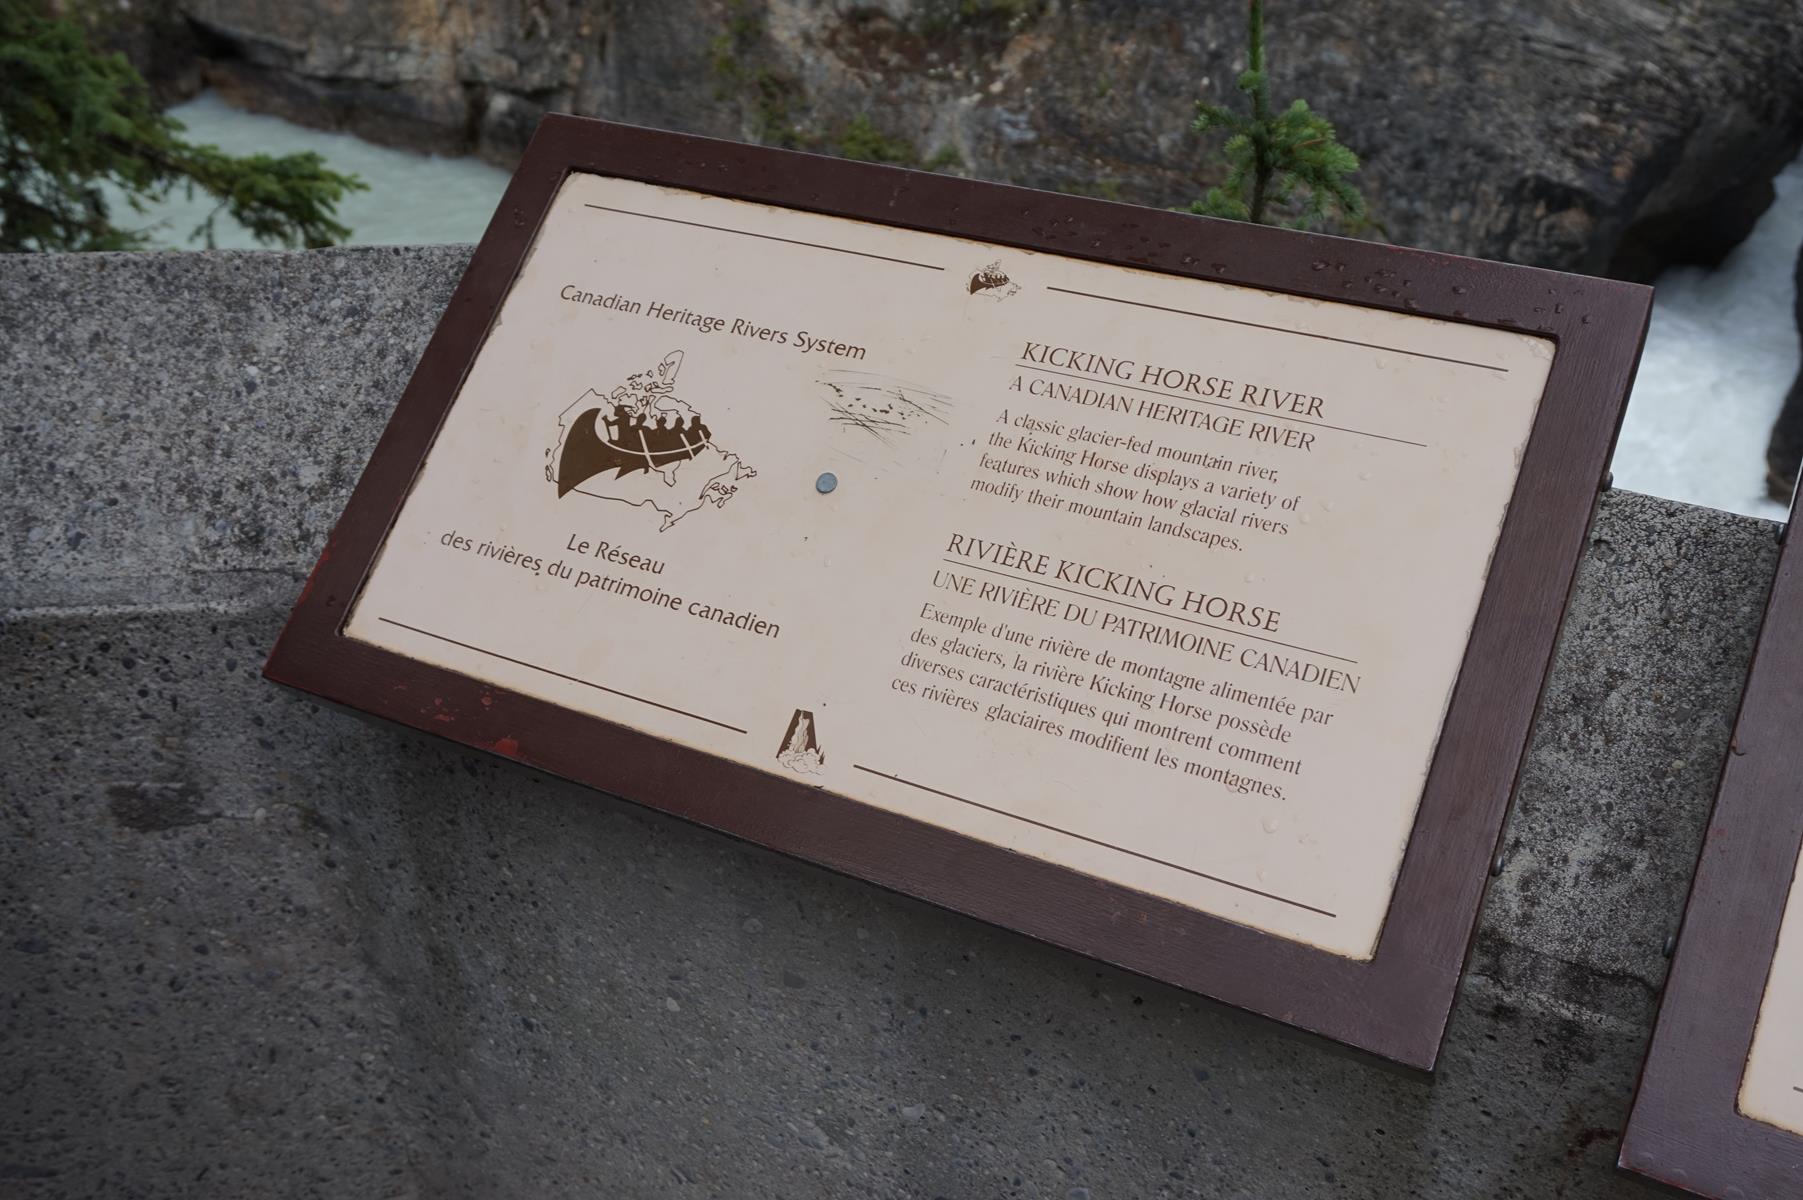 Canadian Heritage Rivers System
Le Réseau
des rivières du patrimoine canadien
KICKING HORSE RIVER
A CANADIAN HERITAGE RIVER
A classic glacier-fed mountain river,
the Kicking Horse displays a variety of
features which show how glacial rivers
modify their mountain landscapes.
RIVIÈRE KICKING HORSE
UNE RIVIÈRE DU PATRIMOINE CANADIEN
Exemple d'une rivière de montagne alimentée par
des glaciers, la rivière Kicking Horse possède
diverses caractéristiques qui montrent comment
ces rivières glaciaires modifient les montagnes.